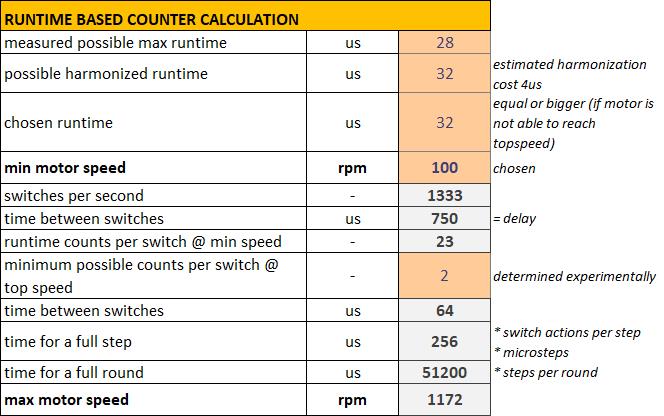 RUNTIME BASED COUNTER CALCULATION
measured possible max runtime us 28
possible harmonized runtime us 32 estimated harmonization
cost 4us
chosen runtime us 32 equal or bigger (if motor is
not able to reach
topspeed)
min motor speed rpm 100 chosen
switches per second - 1333
time between switches us 750 = delay
runtime counts per switch @ min speed - 23
minimum possible counts per switch @
top speed - 2 determined experimentally
time between switches us 64
time for a full step us 256 * switch actions per step
* microsteps
time for a full round us 51200 * steps per round
max motor speed rpm 1172